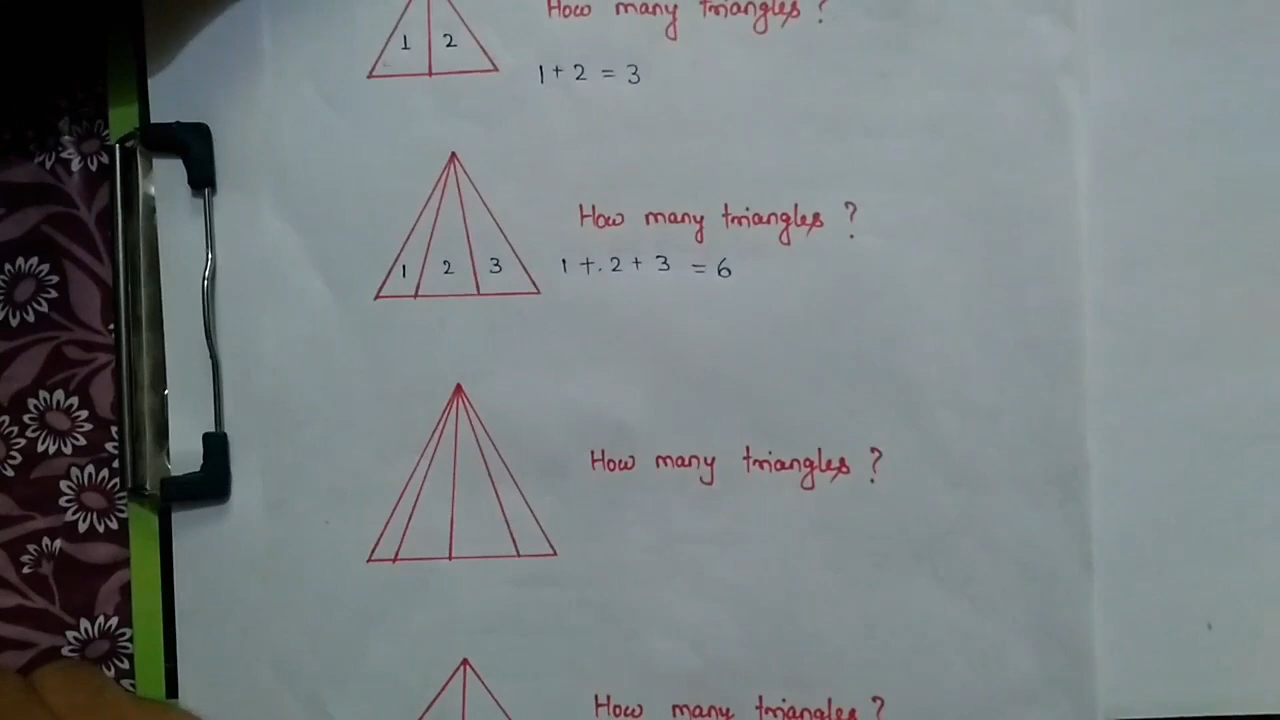 How many triangles ?
1 2
1 + 2 = 3
How many triangles ?
1 2 3
1 +. 2 + 3 = 6
How many triangles ?
How many triangles ?